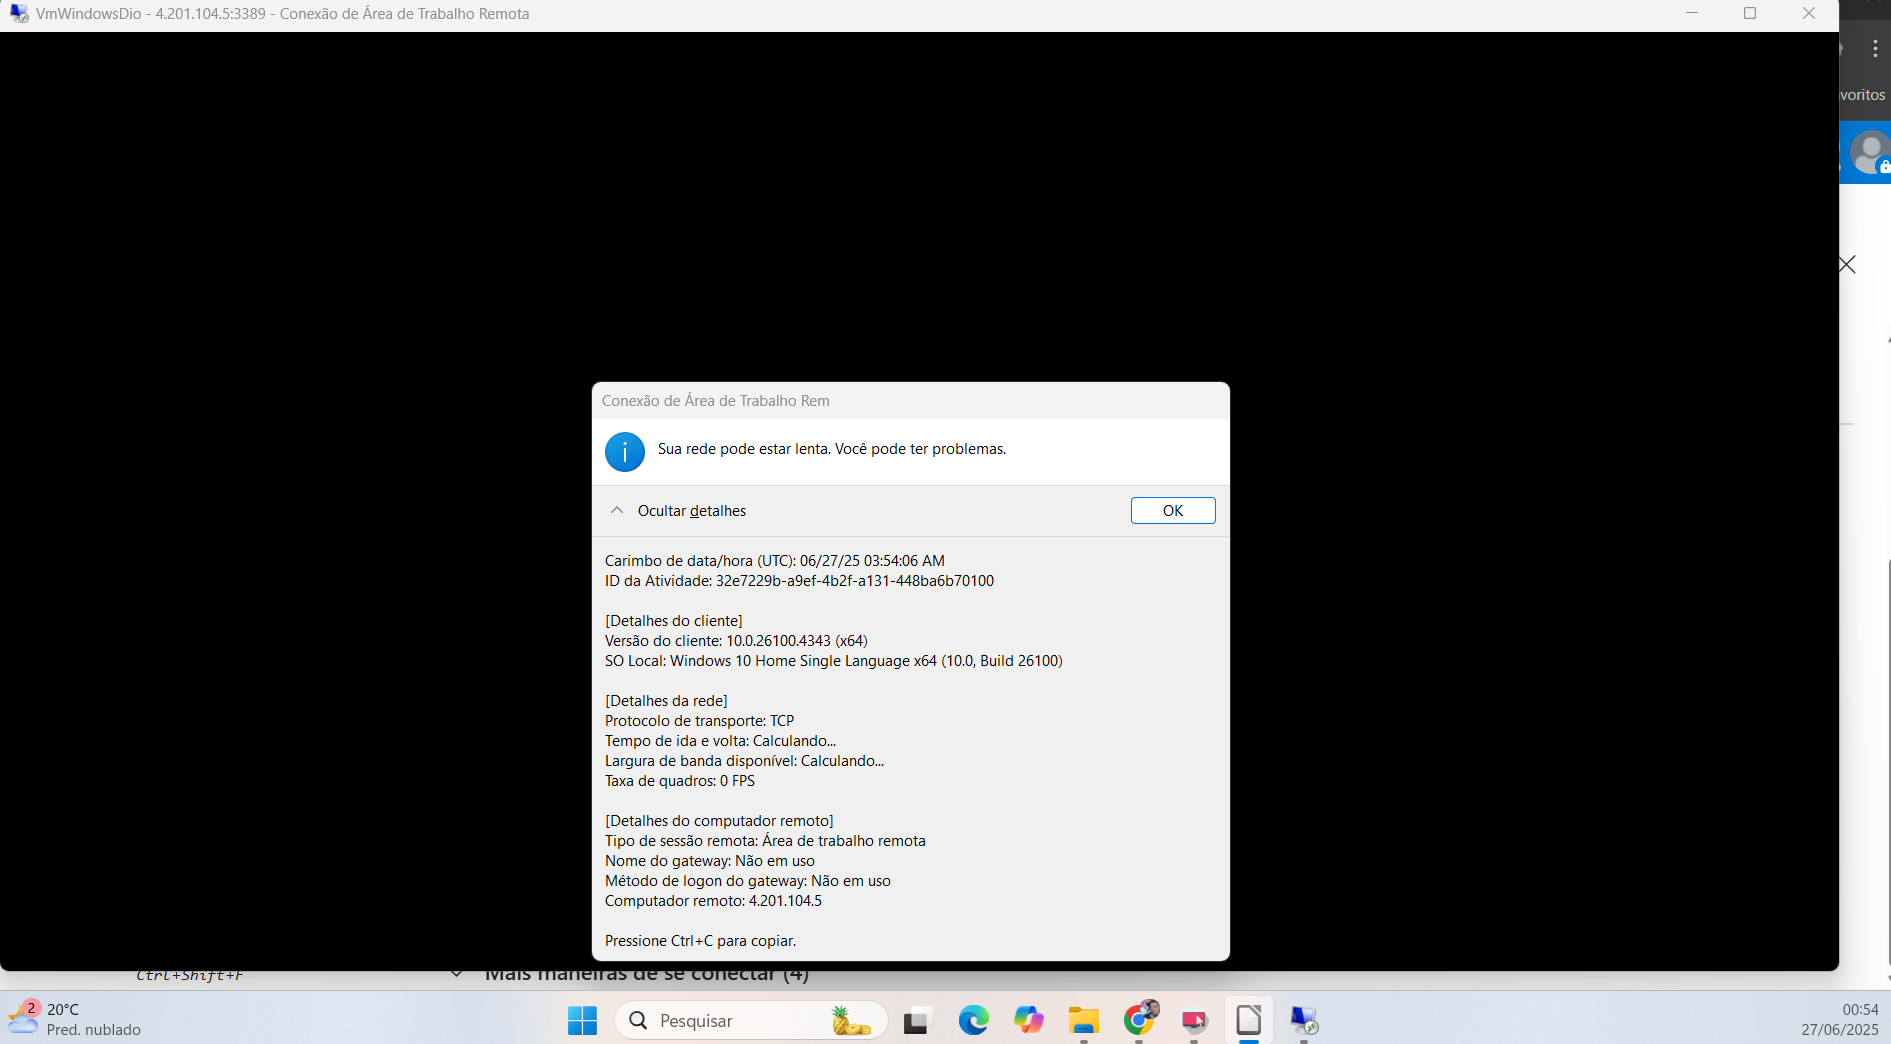 VmWindowsDio - 4.201.104.5:3389 - Conexão de Área de Trabalho Remota
voritos
Conexão de Área de Trabalho Rem
Sua rede pode estar lenta. Você pode ter problemas.
Ocultar detalhes
OK
Carimbo de data/hora (UTC): 06/27/25 03:54:06 AM
ID da Atividade: 32e7229b-a9ef-4b2f-a131-448ba6b70100
[Detalhes do cliente]
Versão do cliente: 10.0.26100.4343 (x64)
SO Local: Windows 10 Home Single Language x64 (10.0, Build 26100)
[Detalhes da rede]
Protocolo de transporte: TCP
Tempo de ida e volta: Calculando...
Largura de banda disponível: Calculando...
Taxa de quadros: 0 FPS
[Detalhes do computador remoto]
Tipo de sessão remota: Área de trabalho remota
Nome do gateway: Não em uso
Método de logon do gateway: Não em uso
Computador remoto: 4.201.104.5
Pressione Ctrl+C para copiar.
Ctrl+Shift+F
Mais maneiras de se conectar (4)
2
20°C
Pred. nublado
Pesquisar
00:54
27/06/2025